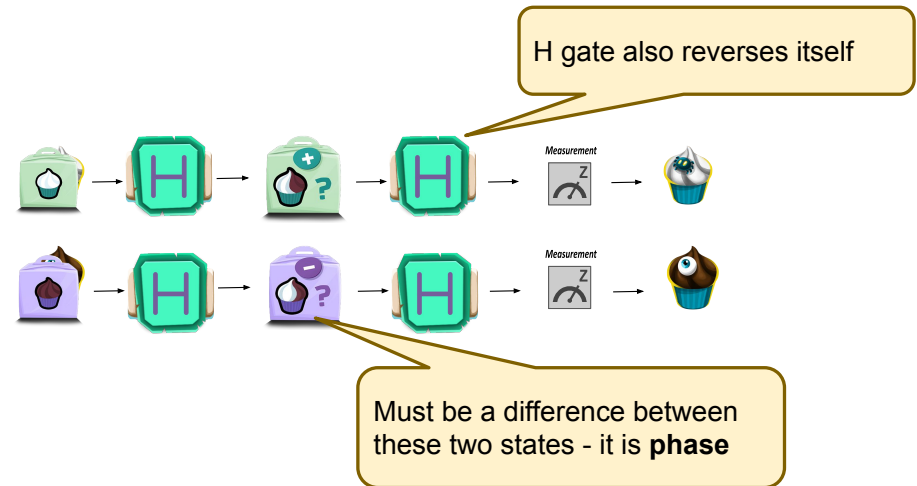 H gate also reverses itself
H
+
?
H
Measurement
Z
H
-
?
H
Measurement
Z
Must be a difference between
these two states - it is phase